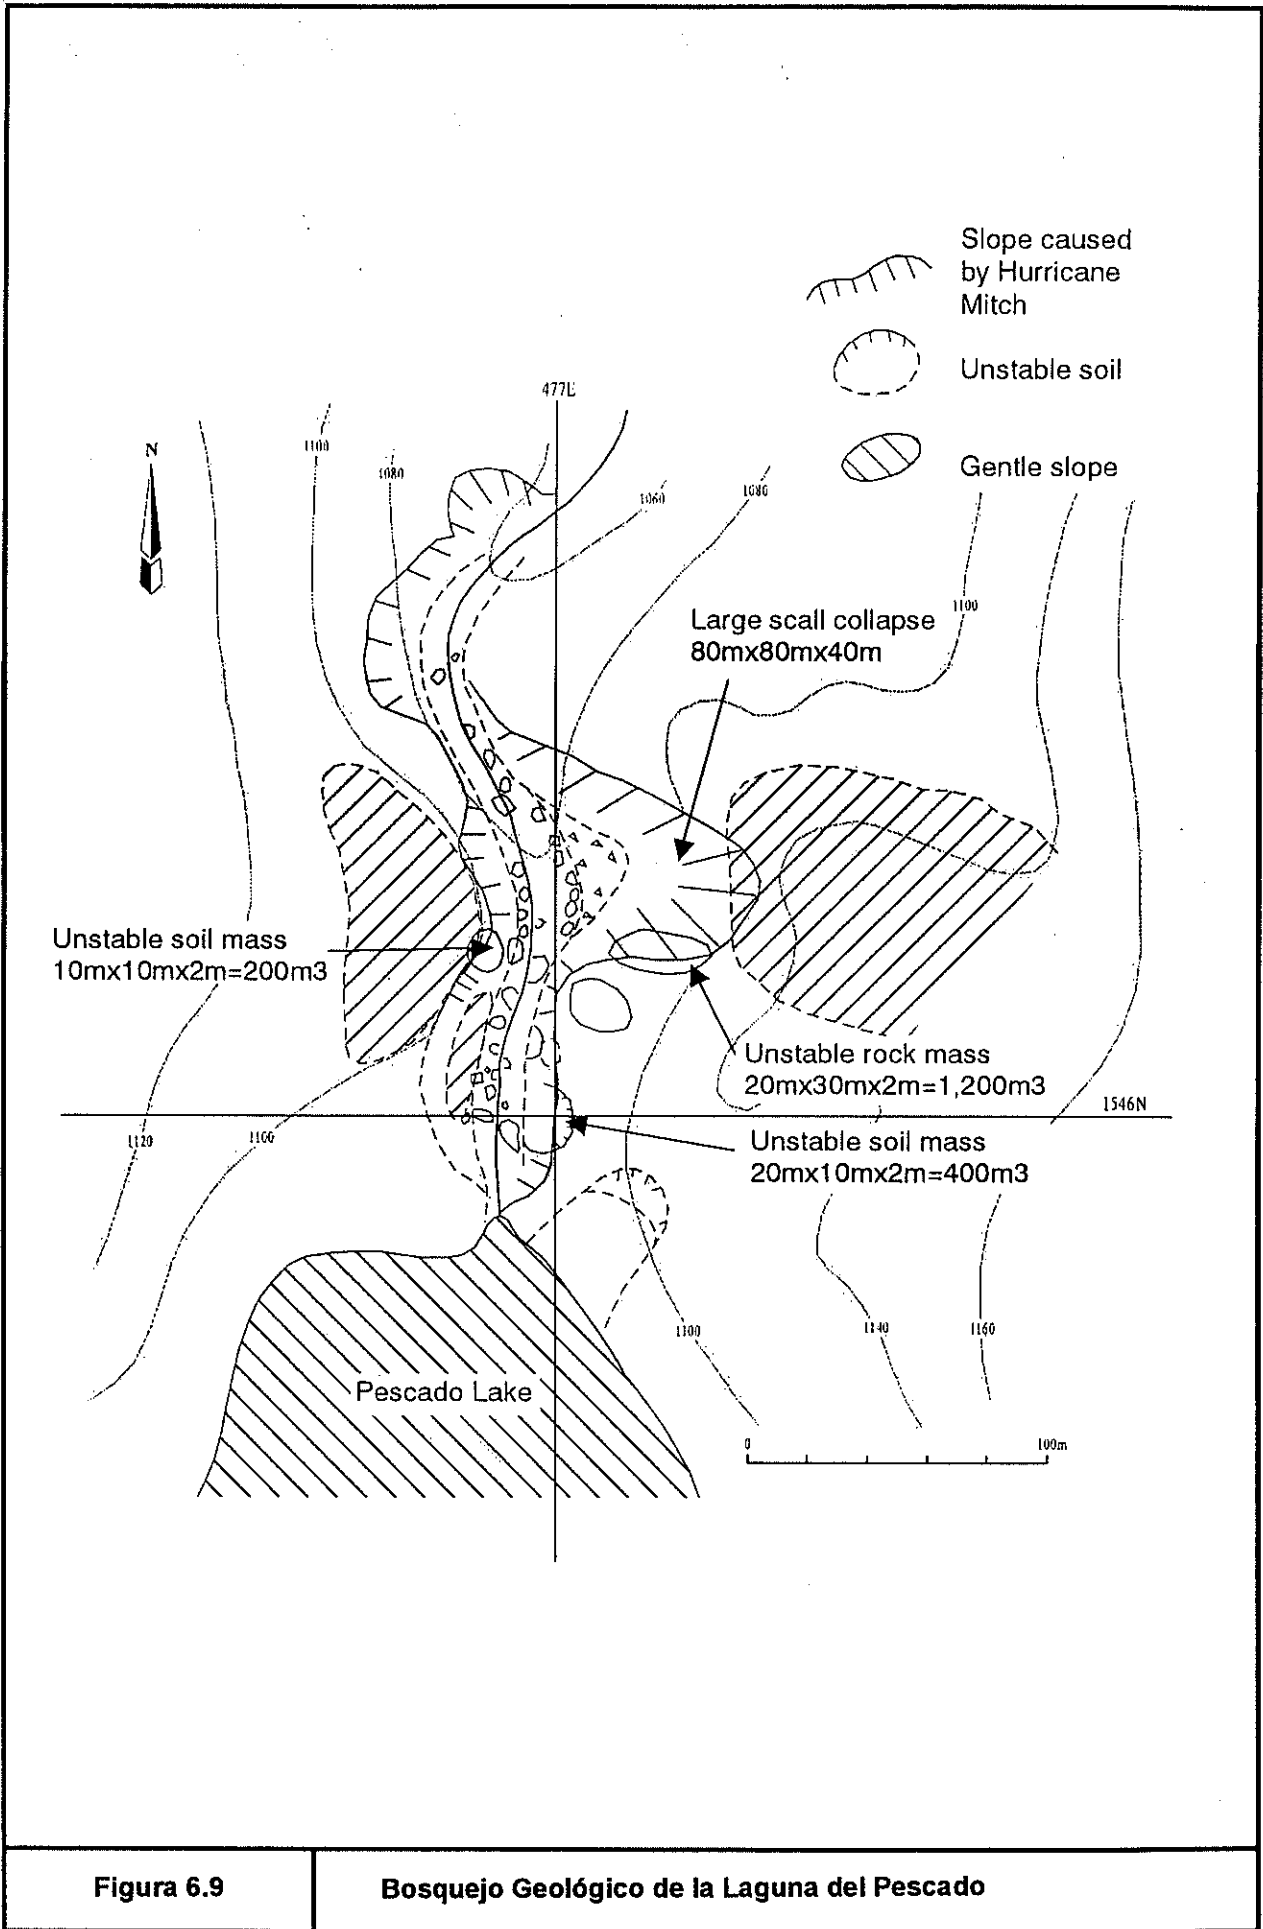 Slope caused
by Hurricane
Mitch
Unstable soil
Gentle slope
477E
N
1100
1080
1060
1080
1100
Large scall collapse
80mx80mx40m
Unstable soil mass
10mx10mx2m=200m3
Unstable rock mass
20mx30mx2m=1,200m3
1546N
1120
1100
Unstable soil mass
20mx10mx2m=400m3
1100
1140
1160
Pescado Lake
0
100m
Figura 6.9
Bosquejo Geológico de la Laguna del Pescado